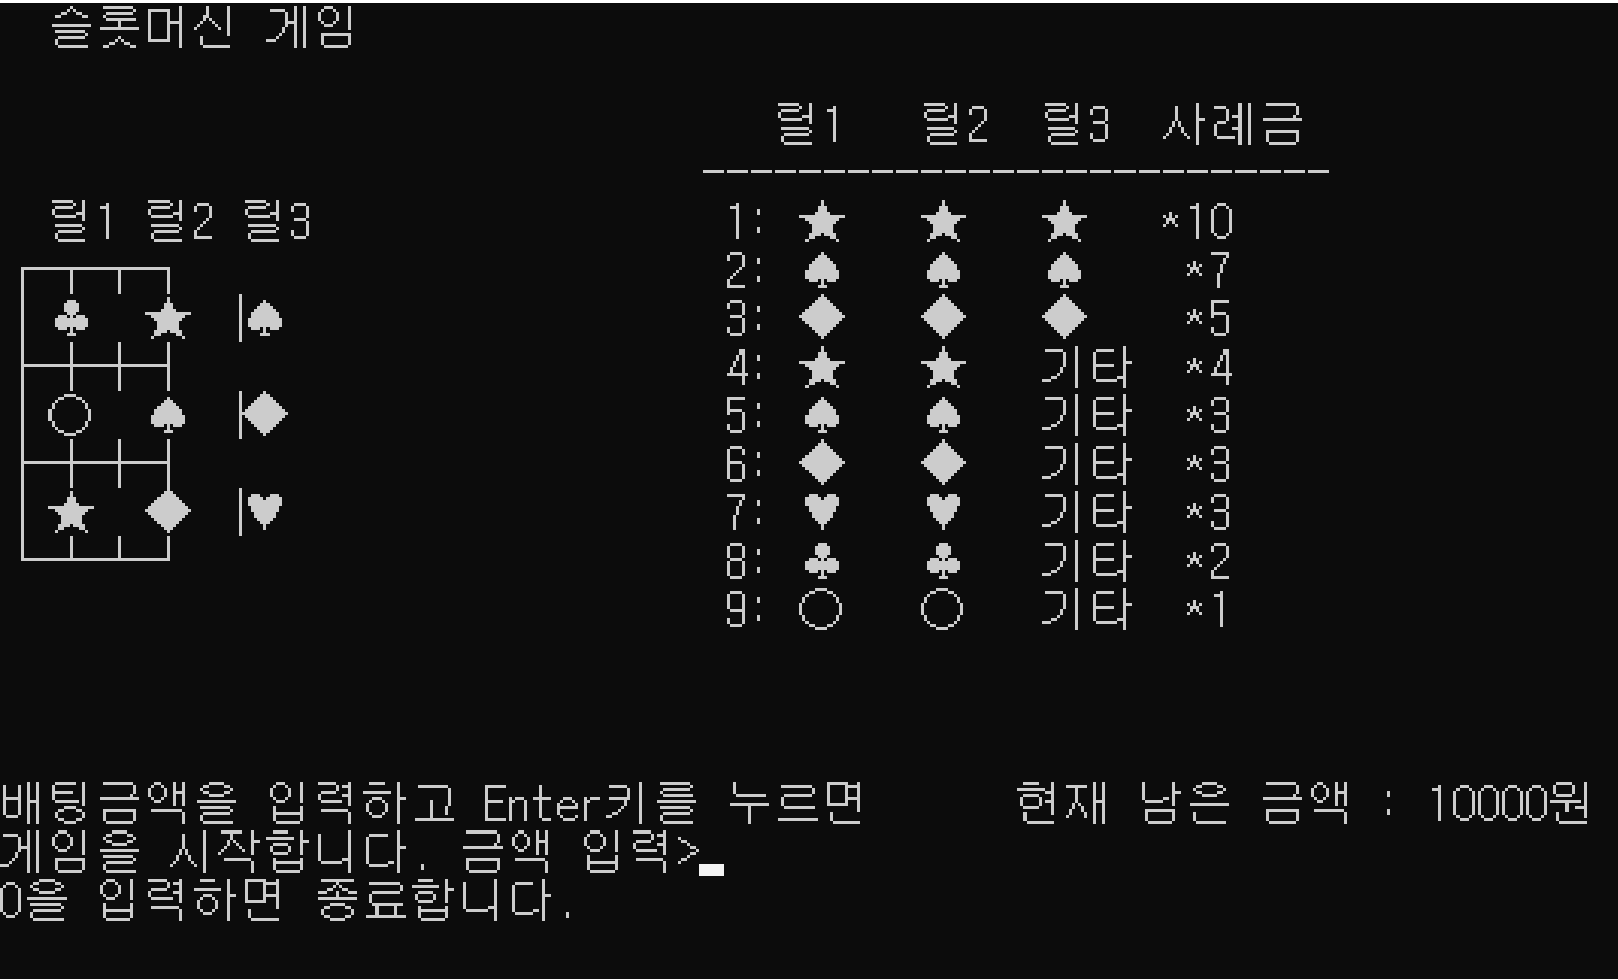 슬롯머신 게임
릴1 릴2 릴3 사례금
------------------------
릴1 릴2 릴3
1: ★ ★ ★ *10
2: ♠ ♠ ♠ *7
3: ◆ ◆ ◆ *5
4: ★ ★ 기타 *4
5: ♠ ♠ 기타 *3
6: ◆ ◆ 기타 *3
7: ♥ ♥ 기타 *3
8: ♣ ♣ 기타 *2
9: ○ ○ 기타 *1
♣ ★ |♠
○ ♠ |◆
★ ◆ |♥
배팅금액을 입력하고 Enter키를 누르면 현재 남은 금액 : 10000원
게임을 시작합니다. 금액 입력>
0을 입력하면 종료합니다.